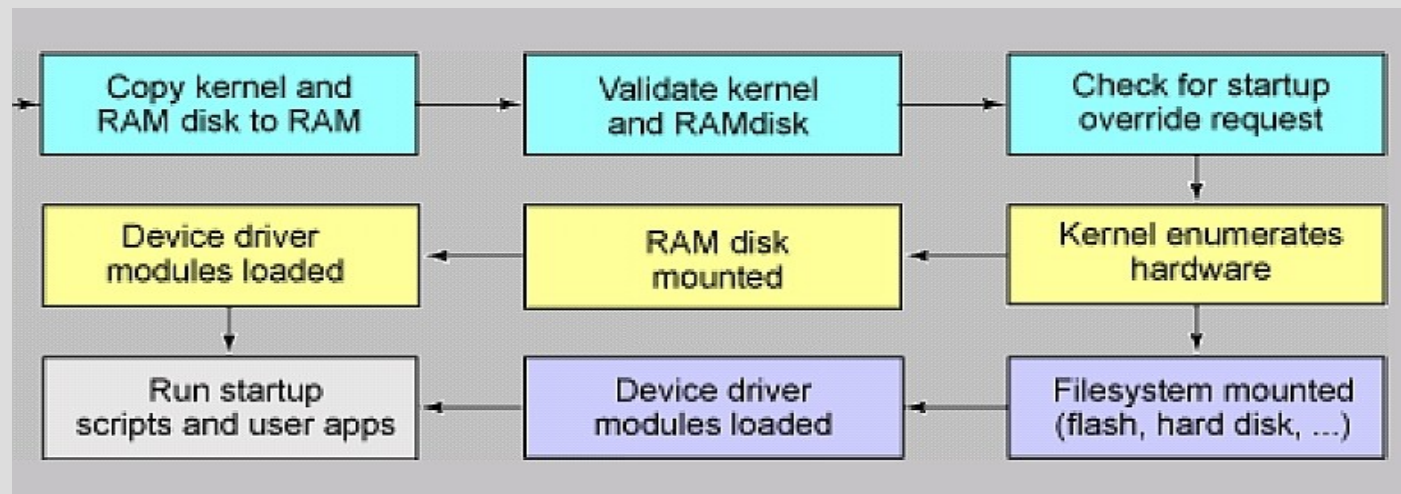 Copy kernel and
RAM disk to RAM
Validate kernel
and RAMdisk
Check for startup
override request
Device driver
modules loaded
RAM disk
mounted
Kernel enumerates
hardware
Run startup
scripts and user apps
Device driver
modules loaded
Filesystem mounted
(flash, hard disk, ...)